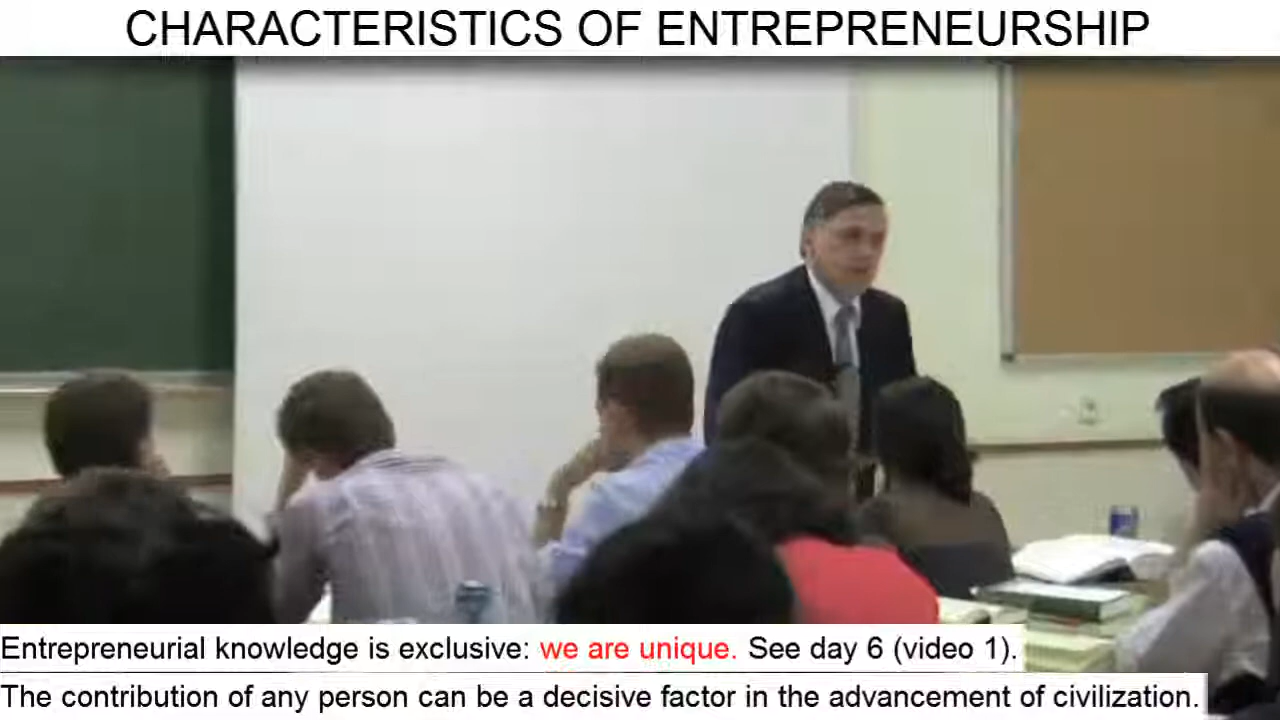 CHARACTERISTICS OF ENTREPRENEURSHIP
Entrepreneurial knowledge is exclusive: we are unique. See day 6 (video 1).
The contribution of any person can be a decisive factor in the advancement of civilization.